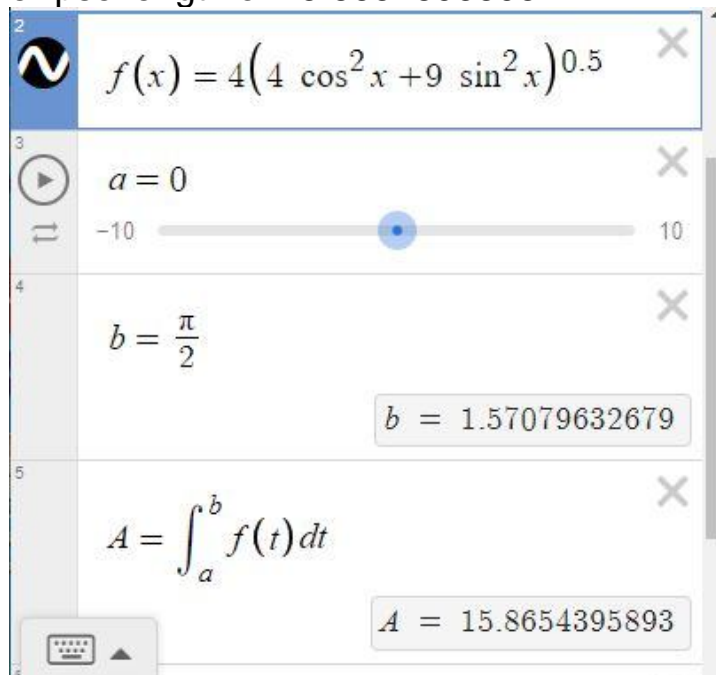 2
f(x) = 4(4 cos²x +9 sin²x)^0.5
3
a = 0
−10 10
4
b = π/2
b = 1.57079632679
5
A = ∫_a^b f(t) dt
A = 15.8654395893